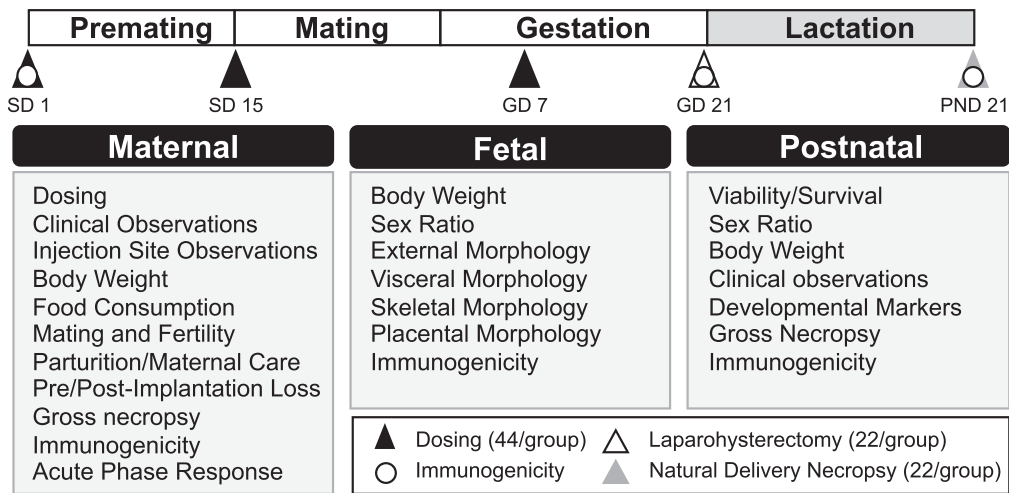 Premating Mating Gestation Lactation
SD 1 SD 15 GD 7 GD 21 PND 21
Maternal
Dosing
Clinical Observations
Injection Site Observations
Body Weight
Food Consumption
Mating and Fertility
Parturition/Maternal Care
Pre/Post-Implantation Loss
Gross necropsy
Immunogenicity
Acute Phase Response
Fetal
Body Weight
Sex Ratio
External Morphology
Visceral Morphology
Skeletal Morphology
Placental Morphology
Immunogenicity
Postnatal
Viability/Survival
Sex Ratio
Body Weight
Clinical observations
Developmental Markers
Gross Necropsy
Immunogenicity
Dosing (44/group) Laparohysterectomy (22/group)
Immunogenicity Natural Delivery Necropsy (22/group)